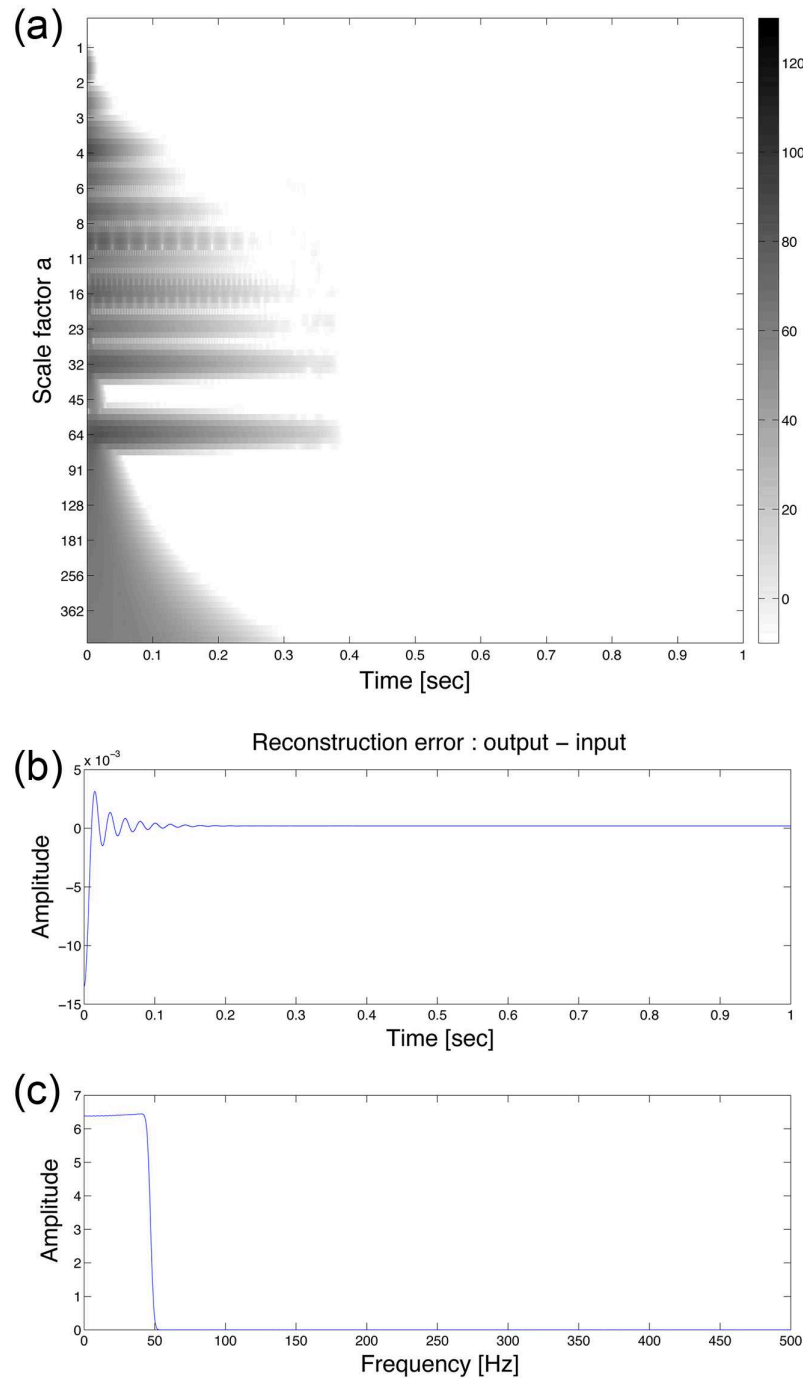 (a)
Scale factor a
1
2
3
4
6
8
11
16
23
32
45
64
91
128
181
256
362
0 0.1 0.2 0.3 0.4 0.5 0.6 0.7 0.8 0.9 1
Time [sec]
120
100
80
60
40
20
0
(b)
Reconstruction error : output – input
x 10⁻³
Amplitude
5
0
−5
−10
−15
0 0.1 0.2 0.3 0.4 0.5 0.6 0.7 0.8 0.9 1
Time [sec]
(c)
Amplitude
7
6
5
4
3
2
1
0
0 50 100 150 200 250 300 350 400 450 500
Frequency [Hz]